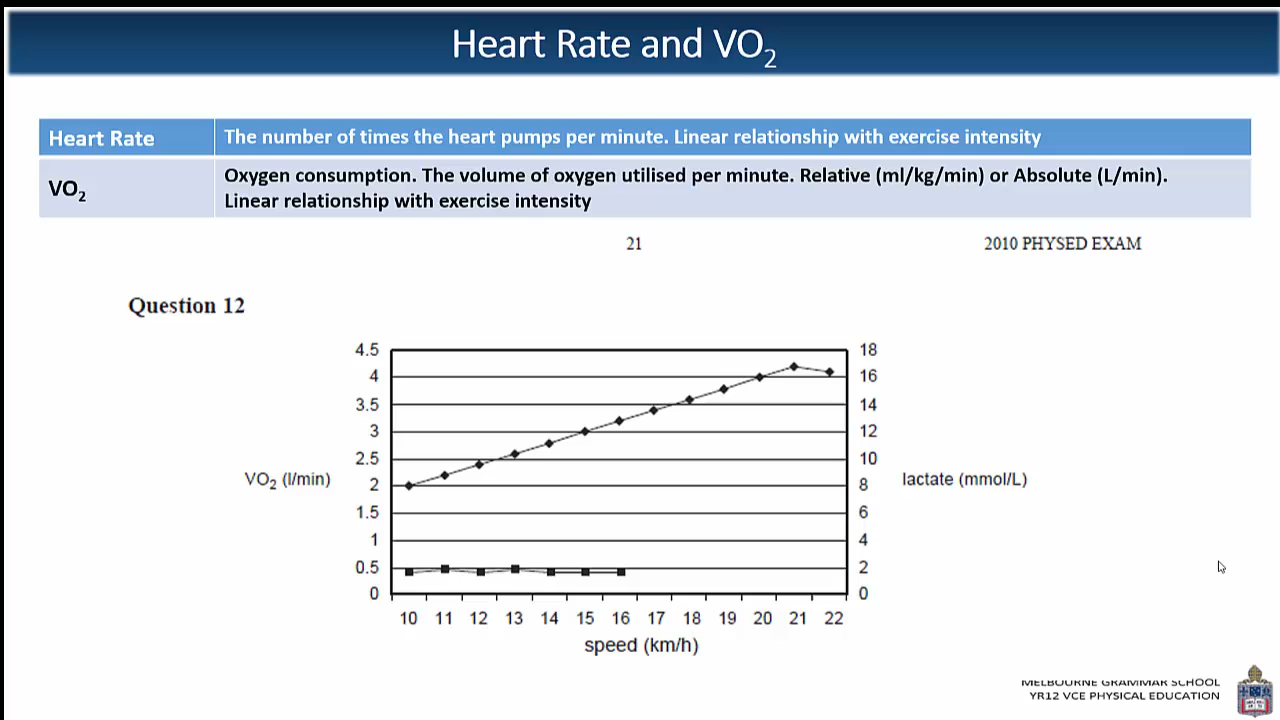 Heart Rate and VO2
Heart Rate
The number of times the heart pumps per minute. Linear relationship with exercise intensity
VO2
Oxygen consumption. The volume of oxygen utilised per minute. Relative (ml/kg/min) or Absolute (L/min).
Linear relationship with exercise intensity
21
2010 PHYSED EXAM
Question 12
4.5
4
3.5
3
2.5
2
1.5
1
0.5
0
VO2 (l/min)
18
16
14
12
10
8
6
4
2
0
lactate (mmol/L)
10 11 12 13 14 15 16 17 18 19 20 21 22
speed (km/h)
MELBOURNE GRAMMAR SCHOOL
YR12 VCE PHYSICAL EDUCATION